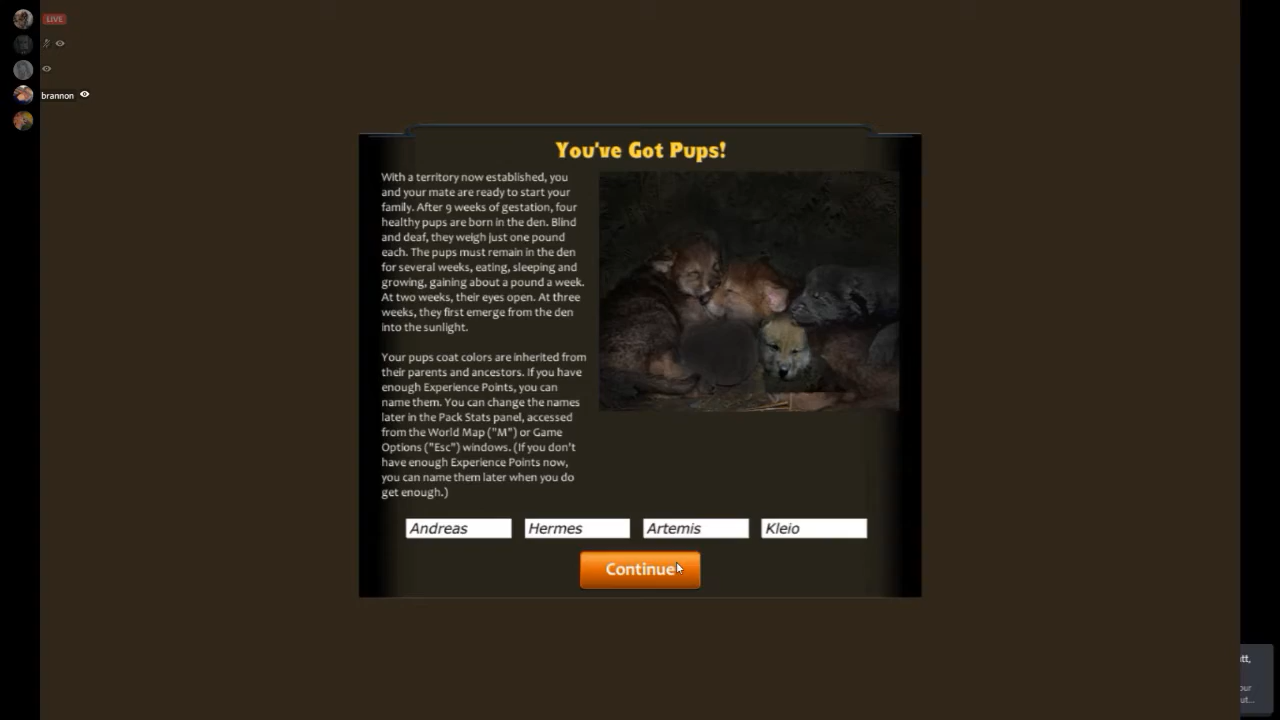 LIVE
brannon
You've Got Pups!
With a territory now established, you
and your mate are ready to start your
family. After 9 weeks of gestation, four
healthy pups are born in the den. Blind
and deaf, they weigh just one pound
each. The pups must remain in the den
for several weeks, eating, sleeping and
growing, gaining about a pound a week.
At two weeks, their eyes open. At three
weeks, they first emerge from the den
into the sunlight.
Your pups coat colors are inherited from
their parents and ancestors. If you have
enough Experience Points, you can
name them. You can change the names
later in the Pack Stats panel, accessed
from the World Map ("M") or Game
Options ("Esc") windows. (If you don't
have enough Experience Points now,
you can name them later when you do
get enough.)
Andreas Hermes Artemis Kleio
Continue